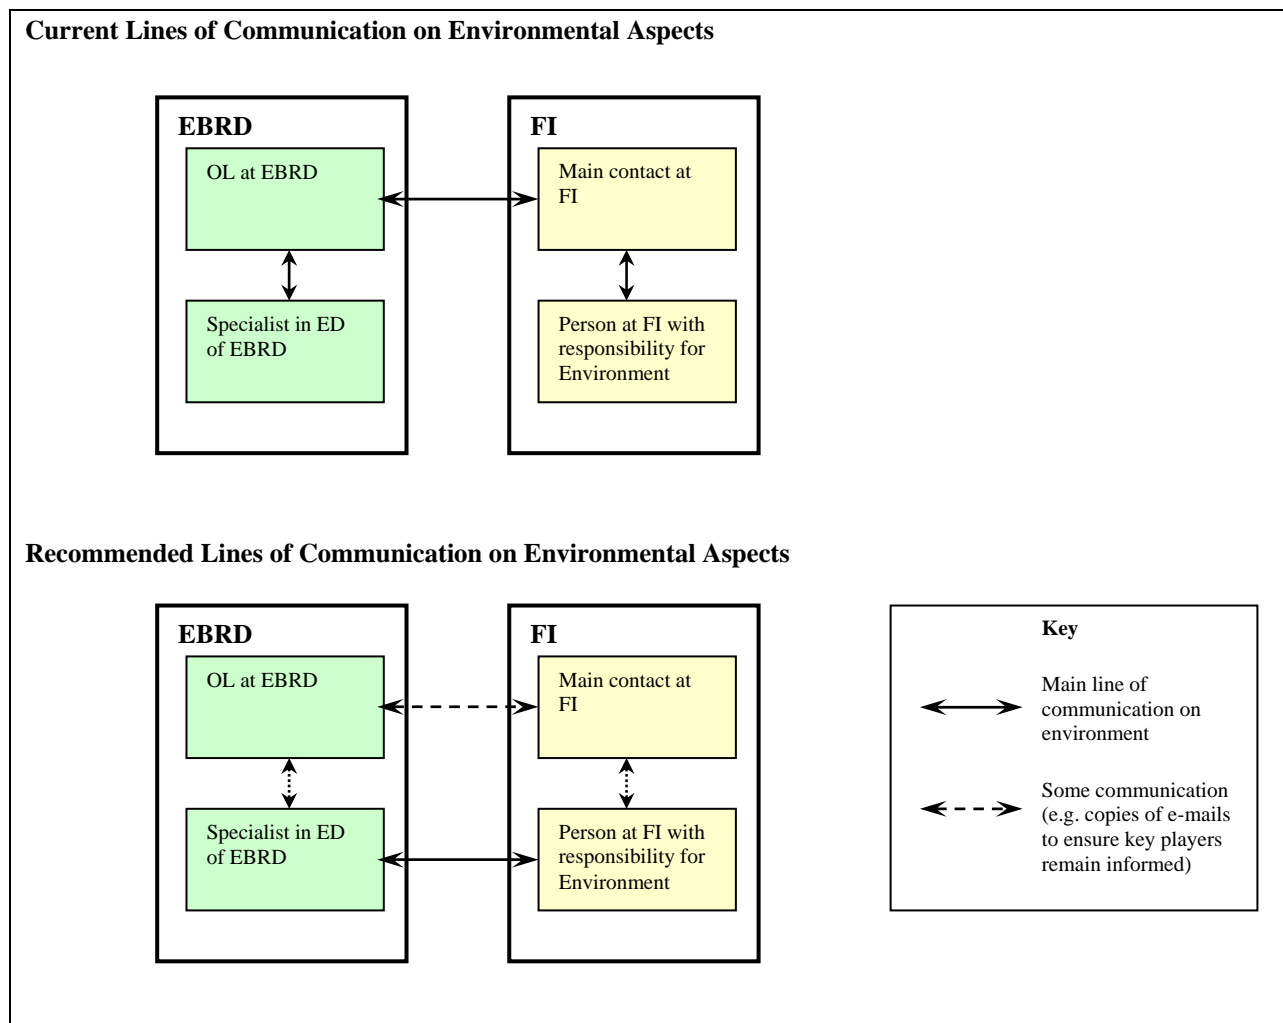 Current Lines of Communication on Environmental Aspects
EBRD
OL at EBRD
Specialist in ED
of EBRD
FI
Main contact at
FI
Person at FI with
responsibility for
Environment
Recommended Lines of Communication on Environmental Aspects
EBRD
OL at EBRD
Specialist in ED
of EBRD
FI
Main contact at
FI
Person at FI with
responsibility for
Environment
Key
Main line of
communication on
environment
Some communication
(e.g. copies of e-mails
to ensure key players
remain informed)